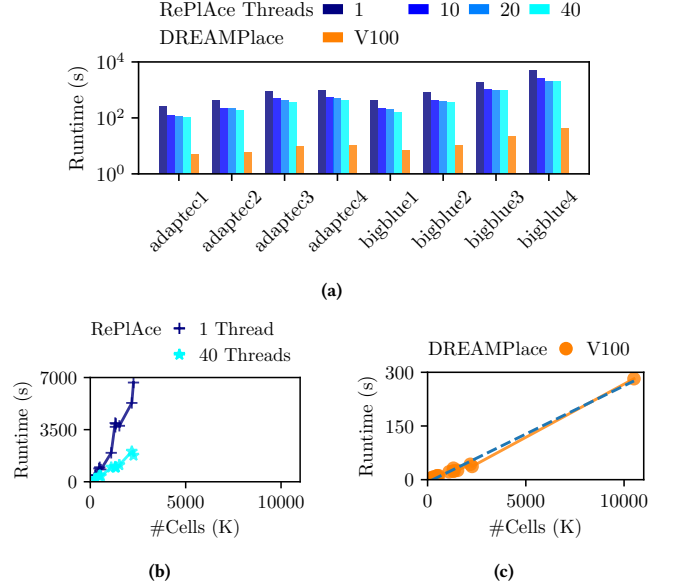 RePlAce Threads 1 10 20 40
DREAMPlace V100
Runtime (s)
10^4
10^2
10^0
adaptec1 adaptec2 adaptec3 adaptec4 bigblue1 bigblue2 bigblue3 bigblue4
(a)
RePlAce 1 Thread
40 Threads
Runtime (s)
7000
3500
0
0 5000 10000
#Cells (K)
(b)
DREAMPlace V100
Runtime (s)
300
150
0
0 5000 10000
#Cells (K)
(c)